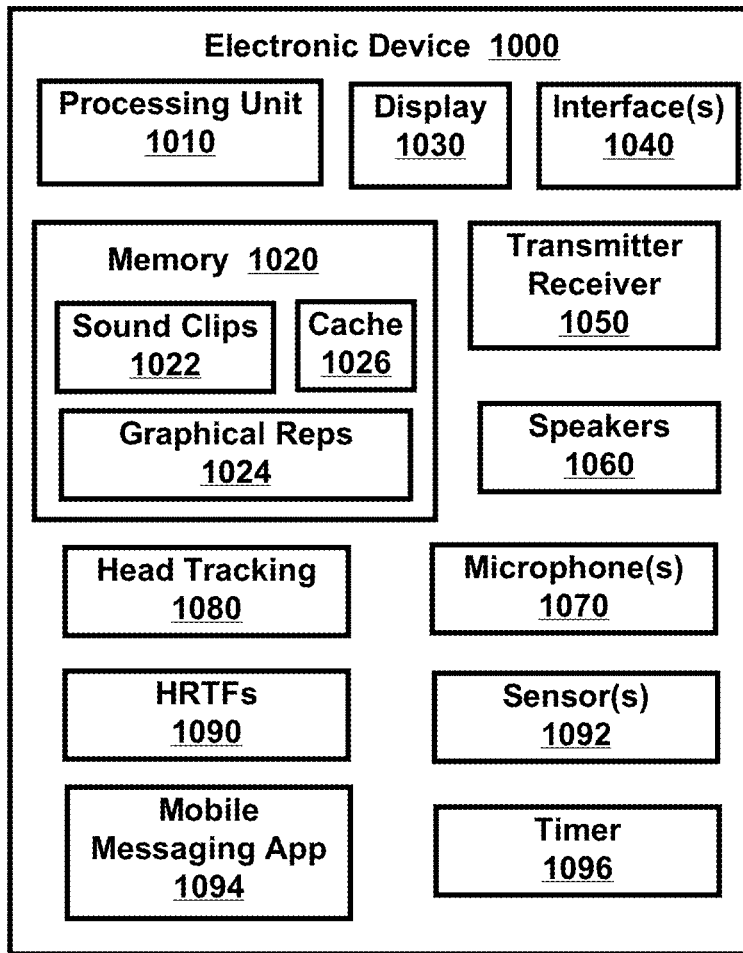 Electronic Device 1000
Processing Unit
1010
Display
1030
Interface(s)
1040
Memory 1020
Sound Clips
1022
Cache
1026
Graphical Reps
1024
Transmitter
Receiver
1050
Speakers
1060
Head Tracking
1080
Microphone(s)
1070
HRTFs
1090
Sensor(s)
1092
Mobile
Messaging App
1094
Timer
1096